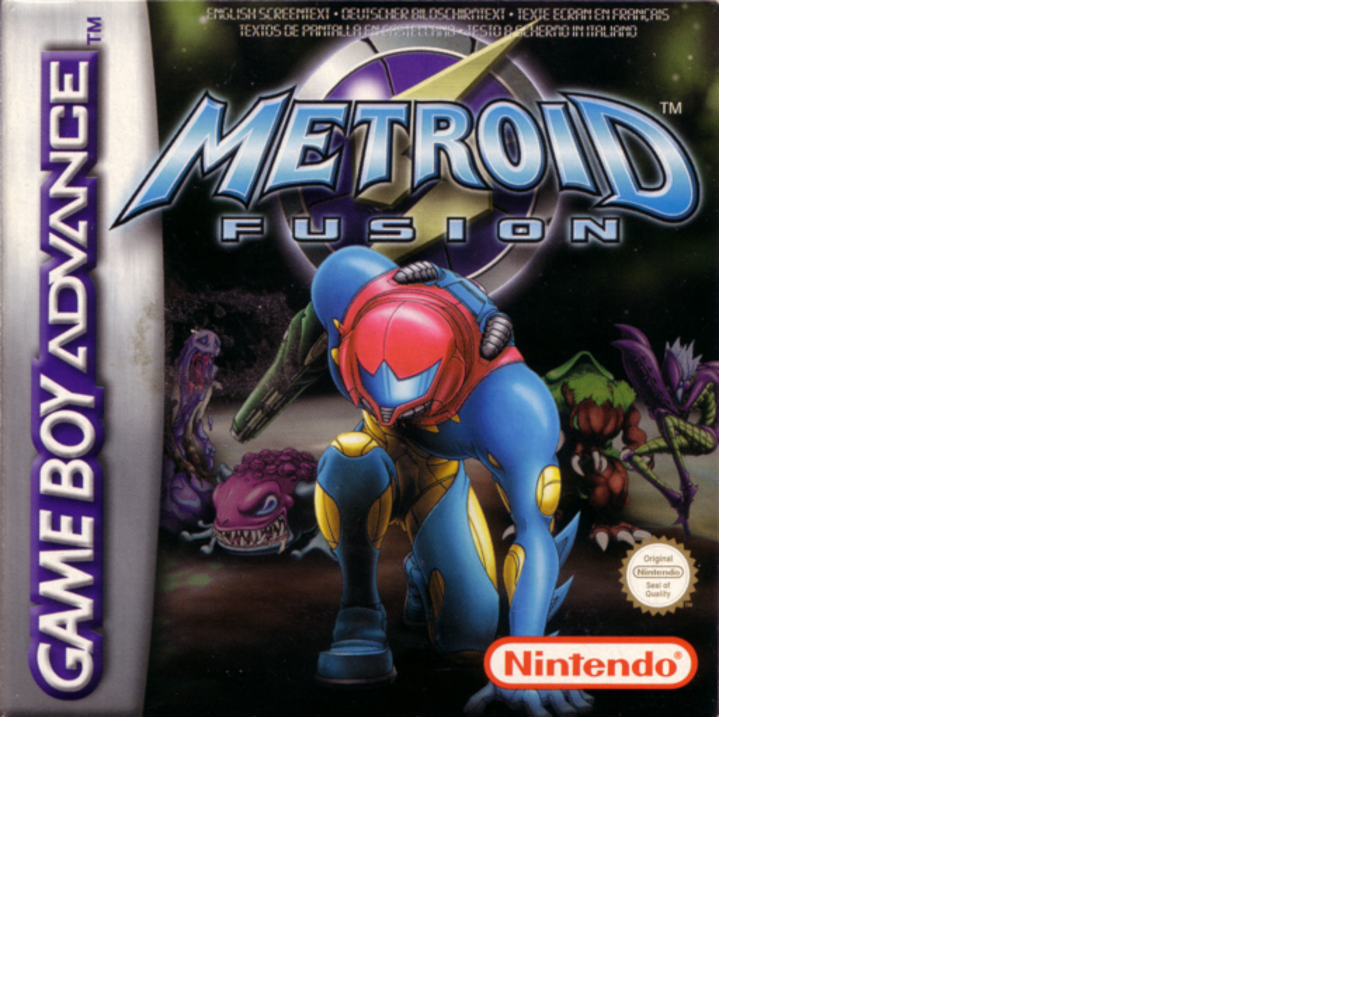 ENGLISH SCREENTEXT • DEUTSCHER BILDSCHIRMTEXT • TEXTE ECRAN EN FRANÇAIS
TEXTOS DE PANTALLA EN CASTELLANO • TESTO A SCHERMO IN ITALIANO
GAME BOY ADVANCE™
METROID™
FUSION
Original
Nintendo
Seal of
Quality
™
Nintendo®